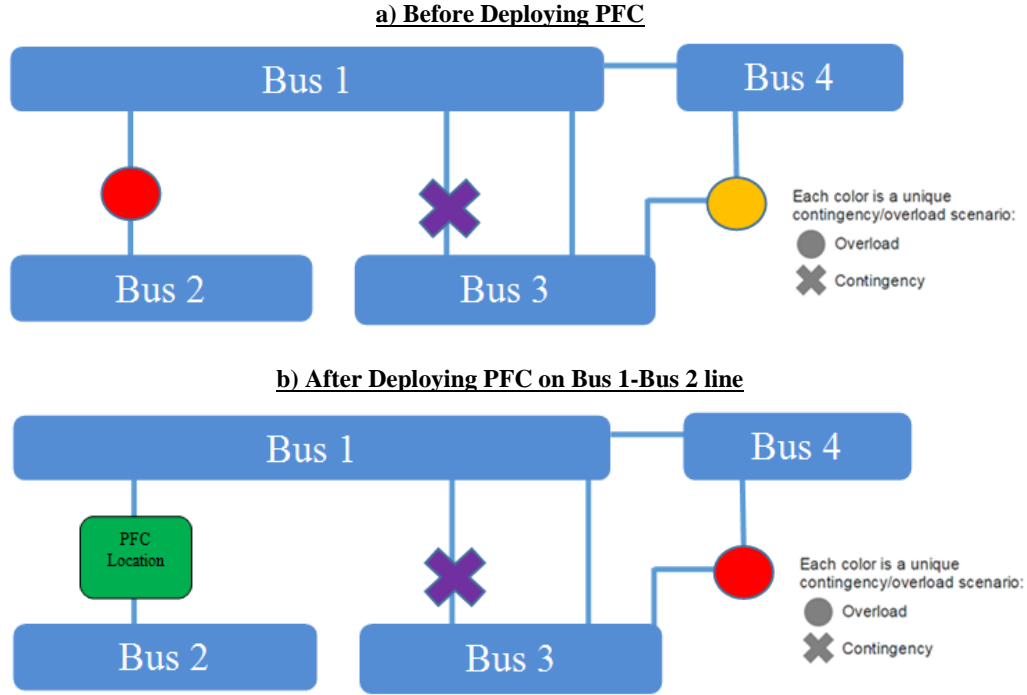 a) Before Deploying PFC
Bus 1
Bus 4
Each color is a unique
contingency/overload scenario:
Overload
Contingency
Bus 2
Bus 3
b) After Deploying PFC on Bus 1-Bus 2 line
Bus 1
Bus 4
PFC
Location
Each color is a unique
contingency/overload scenario:
Overload
Contingency
Bus 2
Bus 3